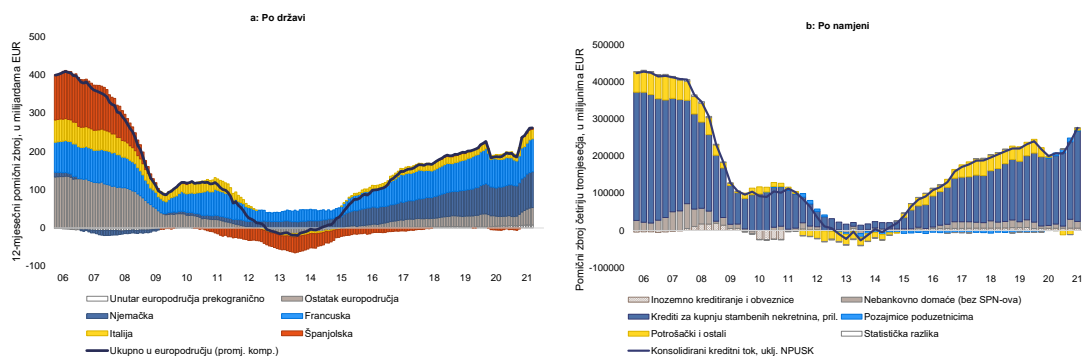 a: Po državi
12-mjesečni pomični zbroj, u milijardama EUR
500
400
300
200
100
0
-100
06 07 08 09 10 11 12 13 14 15 16 17 18 19 20 21
Unutar europodručja prekogranično
Ostatak europodručja
Njemačka
Francuska
Italija
Španjolska
Ukupno u europodručju (promj. komp.)
b: Po namjeni
Pomični zbroj četiriju tromjesečja, u milijunima EUR
500000
400000
300000
200000
100000
0
-100000
06 07 08 09 10 11 12 13 14 15 16 17 18 19 20 21
Inozemno kreditiranje i obveznice
Nebankovno domaće (bez SPN-ova)
Krediti za kupnju stambenih nekretnina, pril.
Pozajmice poduzetnicima
Potrošački i ostali
Statistička razlika
Konsolidirani kreditni tok, uklj. NPUSK